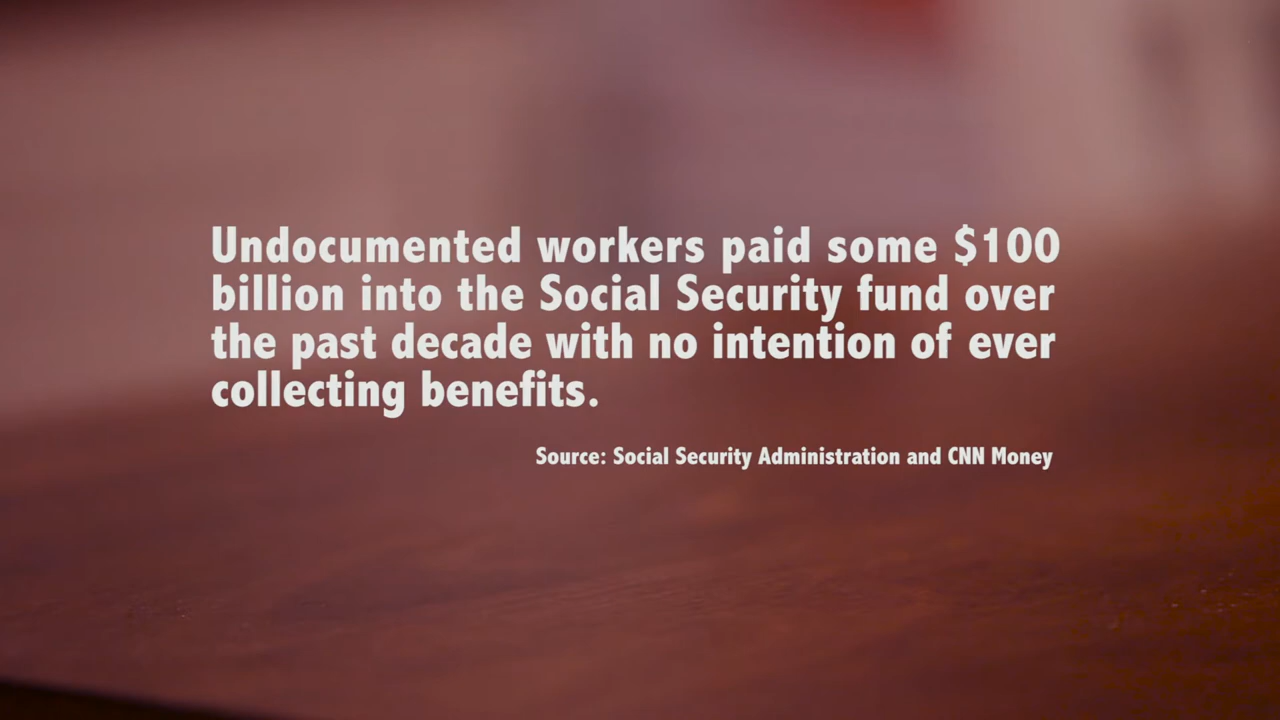 Undocumented workers paid some $100
billion into the Social Security fund over
the past decade with no intention of ever
collecting benefits.
Source: Social Security Administration and CNN Money